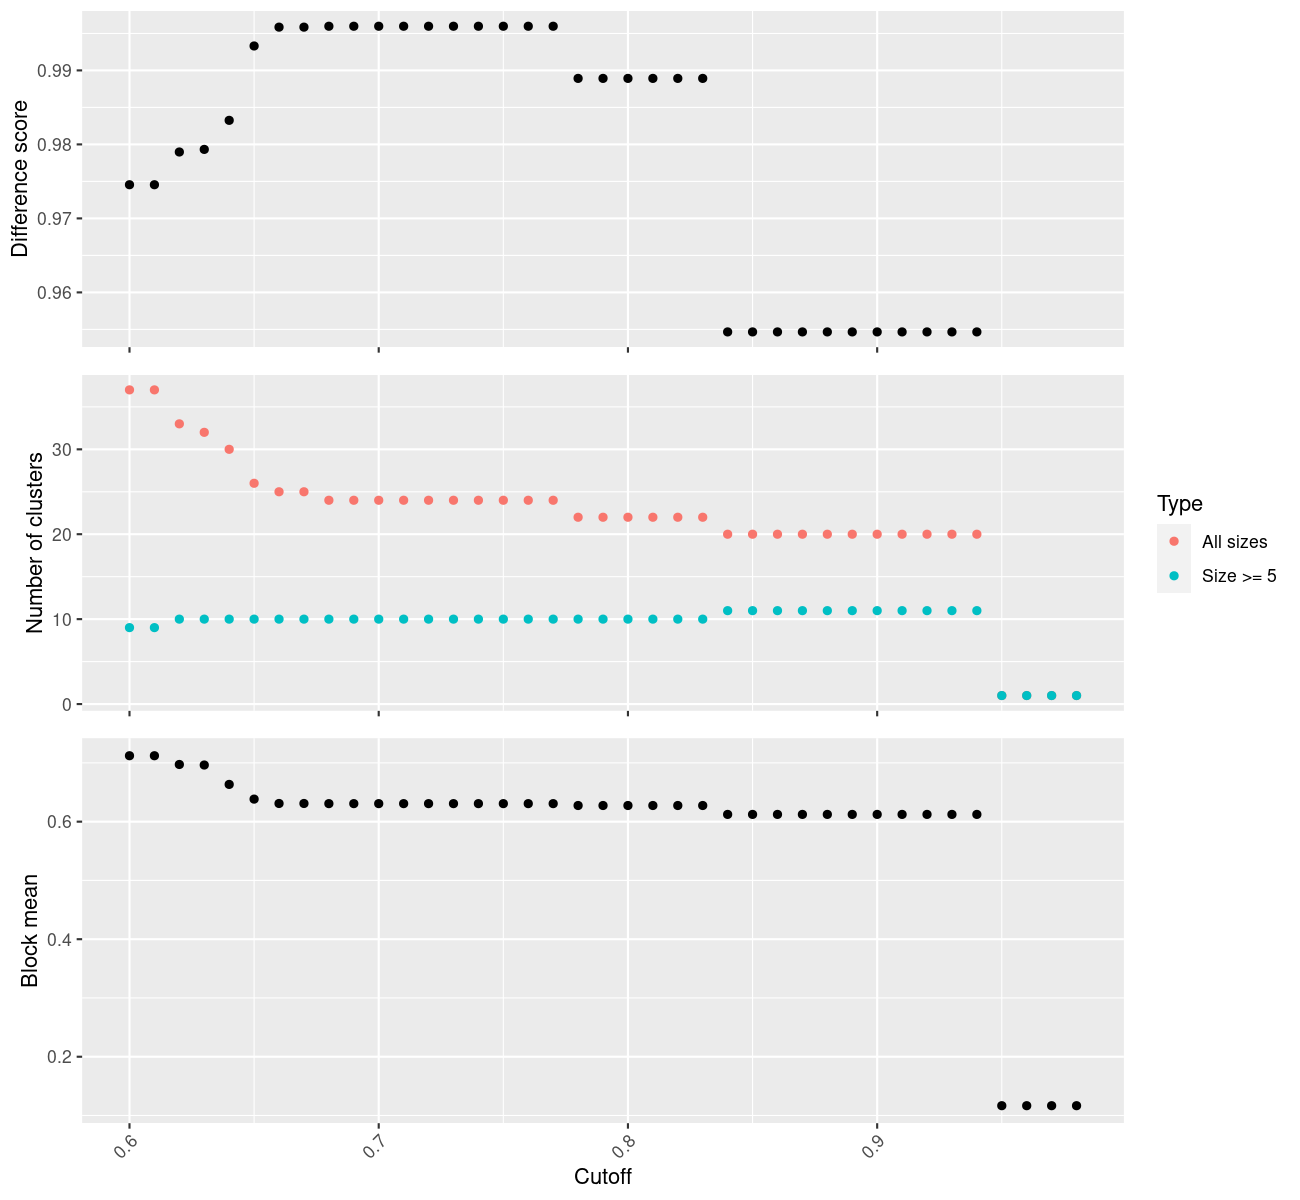 Difference score
0.99
0.98
0.97
0.96
Number of clusters
30
20
10
0
Type
All sizes
Size >= 5
Block mean
0.6
0.4
0.2
0.6
0.7
0.8
0.9
Cutoff